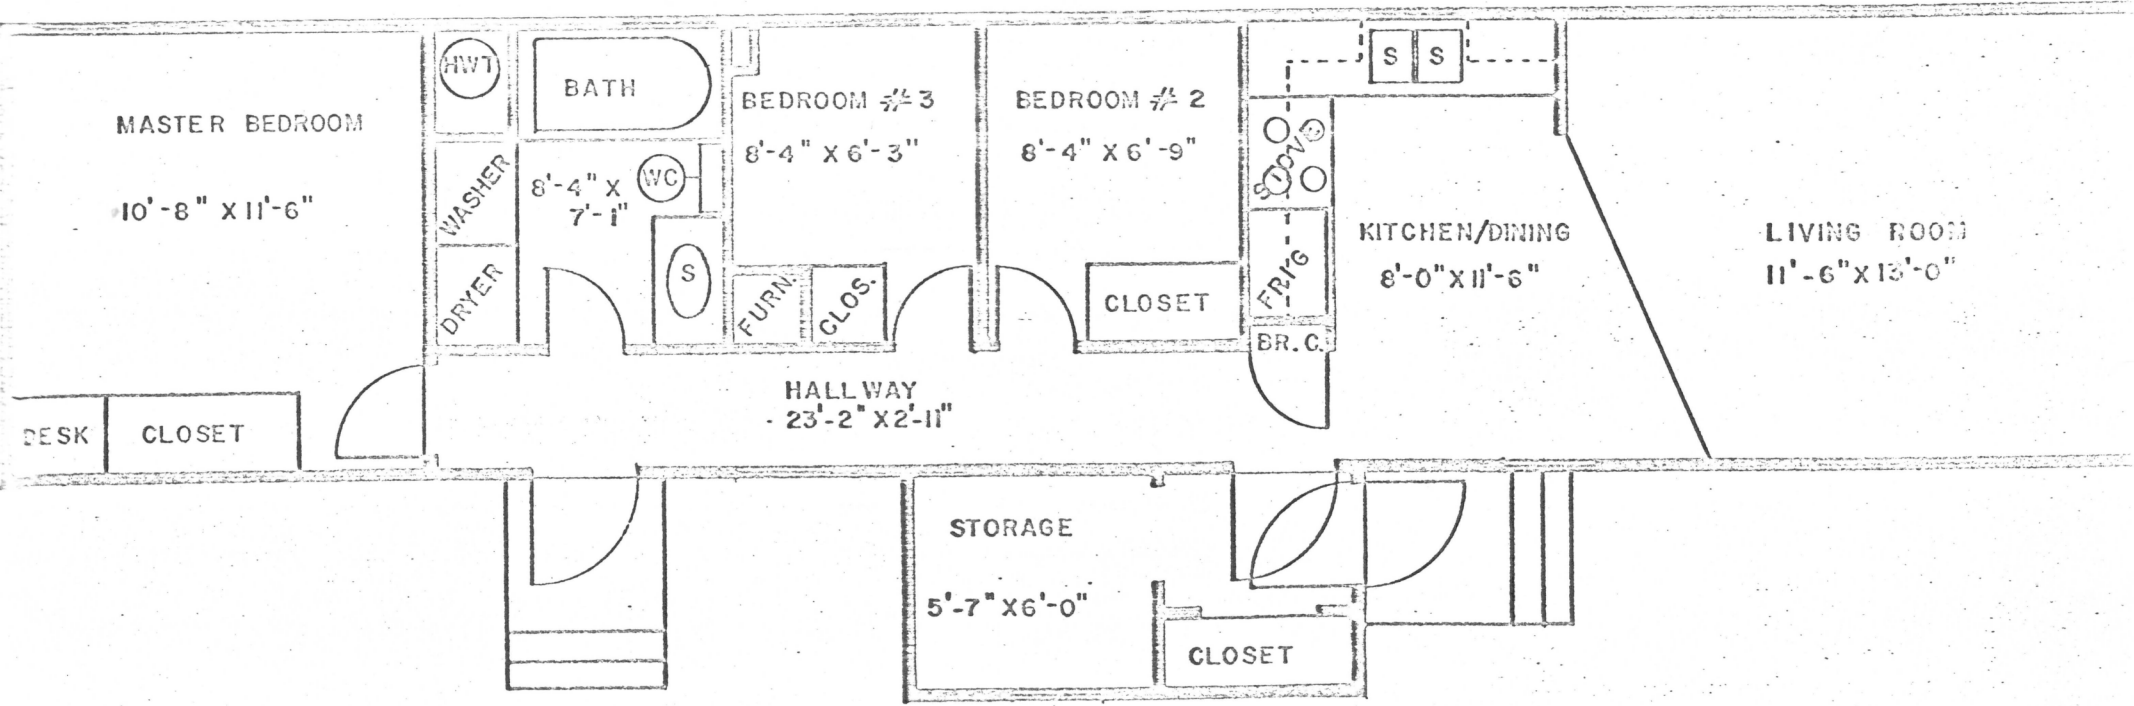 MASTER BEDROOM
10'-8" X 11'-6"
DESK
CLOSET
HWT
WASHER
DRYER
BATH
8'-4" X
7'-1"
WC
S
BEDROOM #3
8'-4" X 6'-3"
FURN.
CLOS.
BEDROOM #2
8'-4" X 6'-9"
CLOSET
S S
STOVE
FRIG
BR. C.
KITCHEN/DINING
8'-0" X 11'-6"
LIVING ROOM
11'-6" X 13'-0"
HALLWAY
23'-2" X 2'-11"
STORAGE
5'-7" X 6'-0"
CLOSET